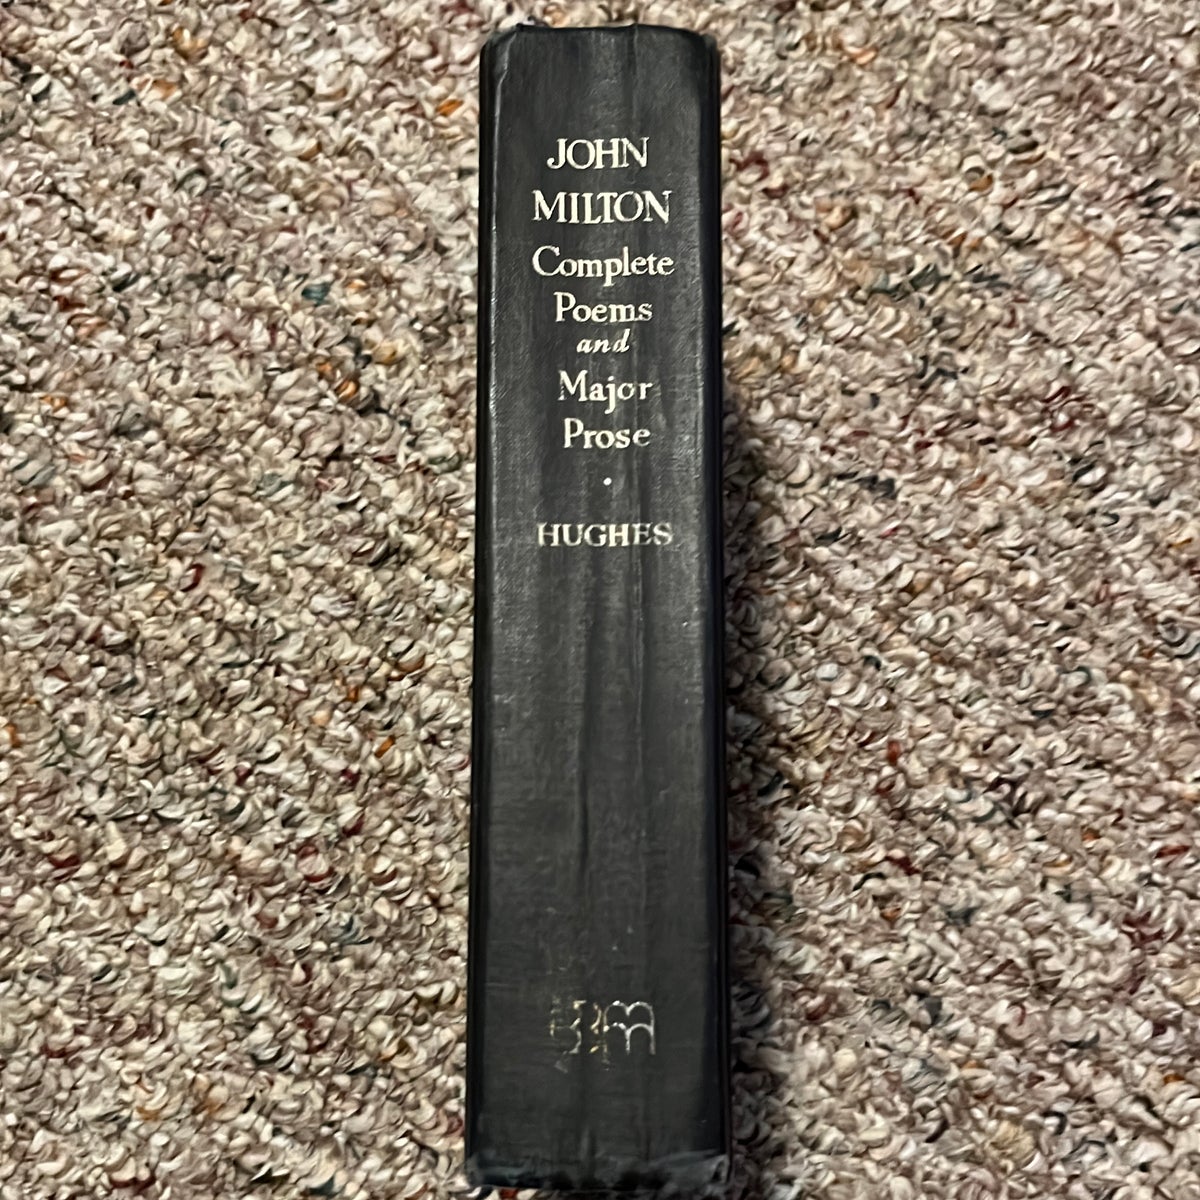 JOHN
MILTON
Complete
Poems
and
Major
Prose
·
HUGHES